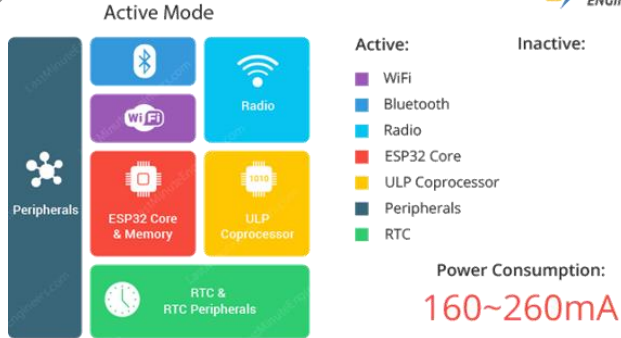 Active Mode
Peripherals
WiFi
Radio
ESP32 Core
& Memory
1010
ULP
Coprocessor
RTC &
RTC Peripherals
Active:
Inactive:
WiFi
Bluetooth
Radio
ESP32 Core
ULP Coprocessor
Peripherals
RTC
Power Consumption:
160~260mA